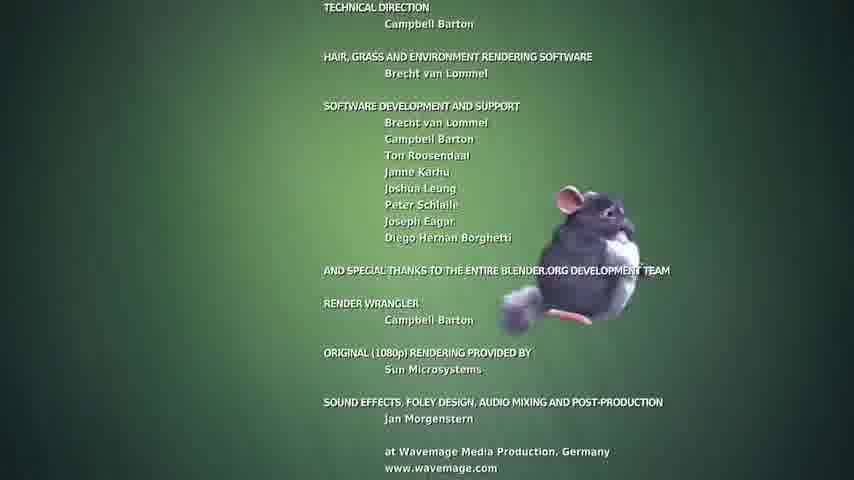 TECHNICAL DIRECTION
Campbell Barton
HAIR, GRASS AND ENVIRONMENT RENDERING SOFTWARE
Brecht van Lommel
SOFTWARE DEVELOPMENT AND SUPPORT
Brecht van Lommel
Campbell Barton
Ton Roosendaal
Janne Karhu
Joshua Leung
Peter Schlaile
Joseph Eagar
Diego Hernan Borghetti
AND SPECIAL THANKS TO THE ENTIRE BLENDER.ORG DEVELOPMENT TEAM
RENDER WRANGLER
Campbell Barton
ORIGINAL (1080p) RENDERING PROVIDED BY
Sun Microsystems
SOUND EFFECTS, FOLEY DESIGN, AUDIO MIXING AND POST-PRODUCTION
Jan Morgenstern
at Wavemage Media Production, Germany
www.wavemage.com